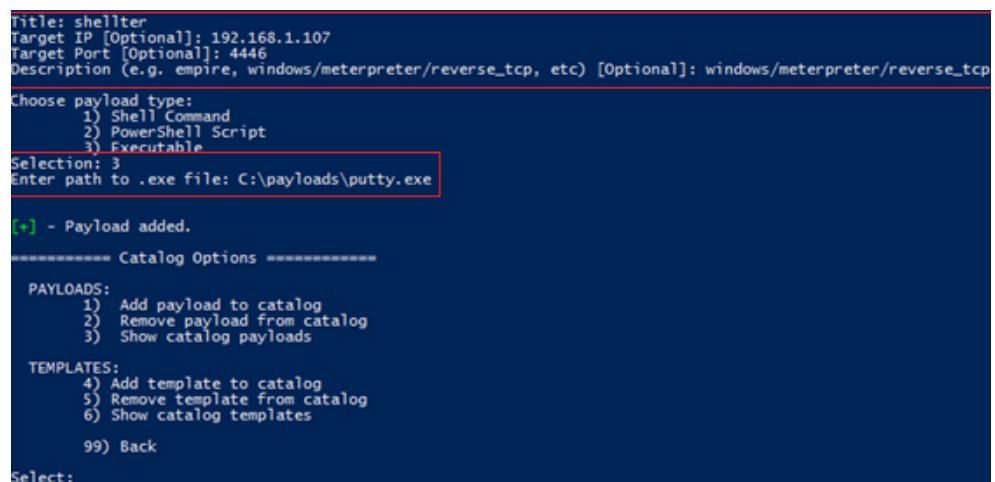 Title: shellter
Target IP [Optional]: 192.168.1.107
Target Port [Optional]: 4446
Description (e.g. empire, windows/meterpreter/reverse_tcp, etc) [Optional]: windows/meterpreter/reverse_tcp
Choose payload type:
1) Shell Command
2) PowerShell Script
3) Executable
Selection: 3
Enter path to .exe file: C:\payloads\putty.exe
[+] - Payload added.
=========== Catalog Options ============
PAYLOADS:
1) Add payload to catalog
2) Remove payload from catalog
3) Show catalog payloads
TEMPLATES:
4) Add template to catalog
5) Remove template from catalog
6) Show catalog templates
99) Back
Select: